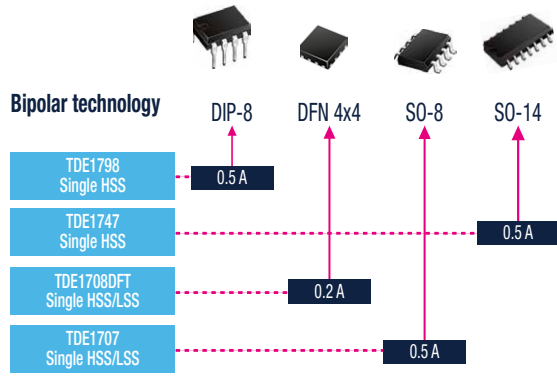 Bipolar technology
DIP-8
DFN 4x4
SO-8
SO-14
TDE1798
Single HSS
0.5 A
TDE1747
Single HSS
0.5 A
TDE1708DFT
Single HSS/LSS
0.2 A
TDE1707
Single HSS/LSS
0.5 A